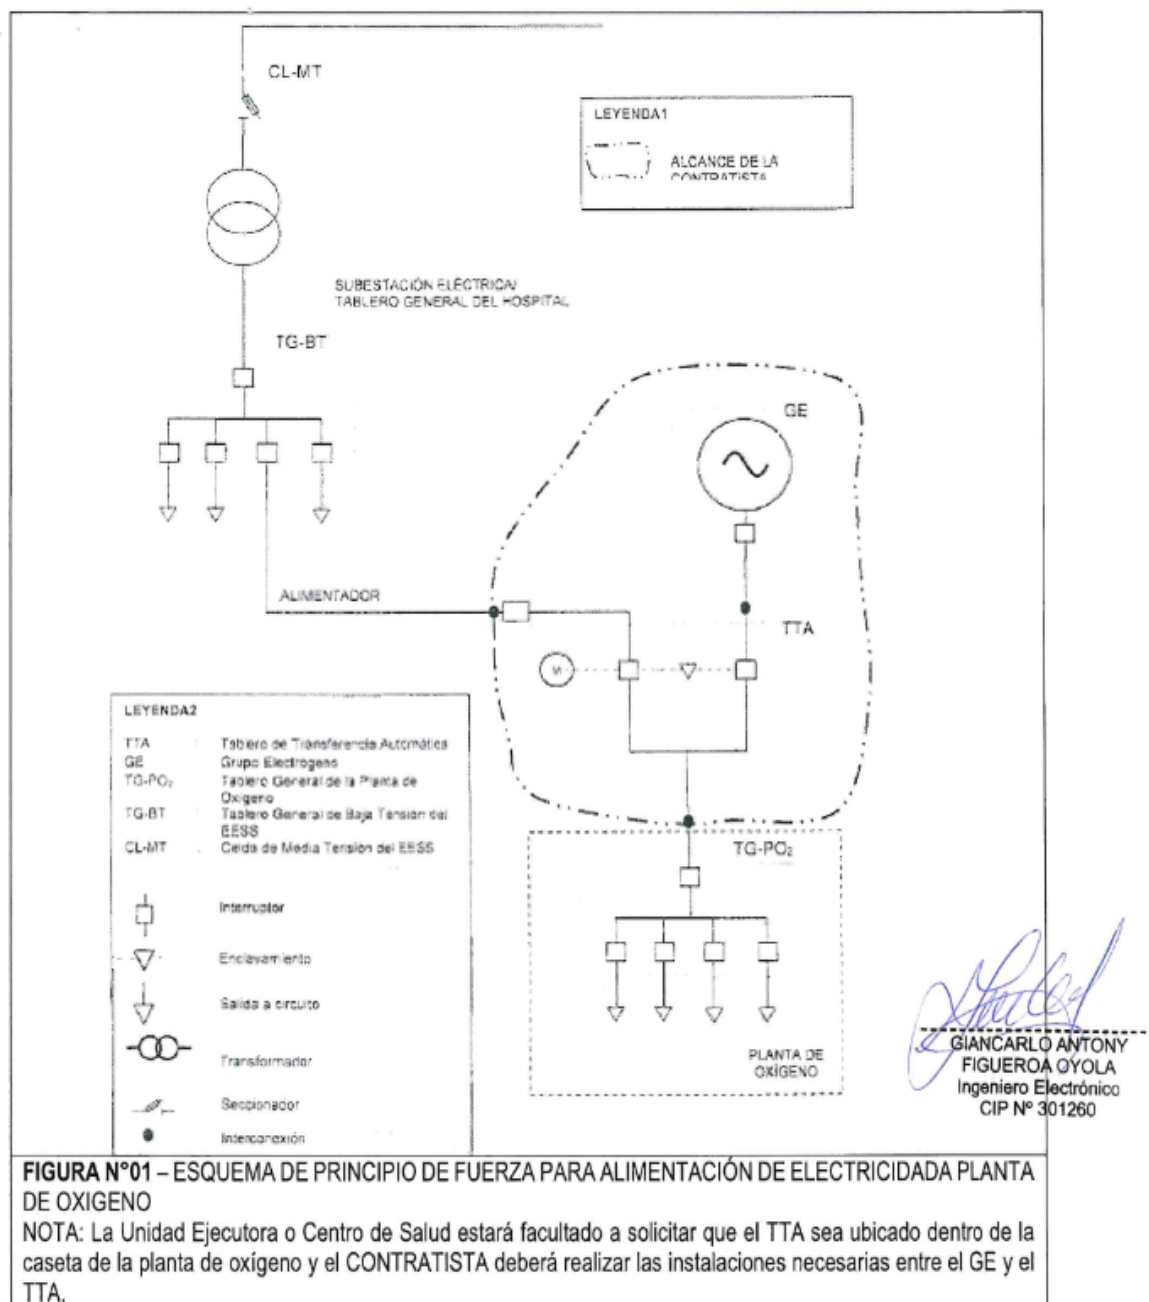 CL-MT
LEYENDA1
ALCANCE DE LA
CONTRATISTA
SUBESTACIÓN ELÉCTRICA/
TABLERO GENERAL DEL HOSPITAL
TG-BT
GE
ALIMENTADOR
TTA
M
LEYENDA2
TTA : Tablero de Transferencia Automática
GE : Grupo Electrogeno
TG-PO₂ : Tablero General de la Planta de
Oxigeno
TG-BT : Tablero General de Baja Tensión del
EESS
CL-MT : Celda de Media Tensión del EESS
Interruptor
Enclavamiento
Salida a circuito
Transformador
Seccionador
Interconexión
TG-PO₂
PLANTA DE
OXÍGENO
GIANCARLO ANTONY
FIGUEROA OYOLA
Ingeniero Electrónico
CIP Nº 301260
FIGURA N°01 – ESQUEMA DE PRINCIPIO DE FUERZA PARA ALIMENTACIÓN DE ELECTRICIDADA PLANTA
DE OXIGENO
NOTA: La Unidad Ejecutora o Centro de Salud estará facultado a solicitar que el TTA sea ubicado dentro de la
caseta de la planta de oxígeno y el CONTRATISTA deberá realizar las instalaciones necesarias entre el GE y el
TTA.